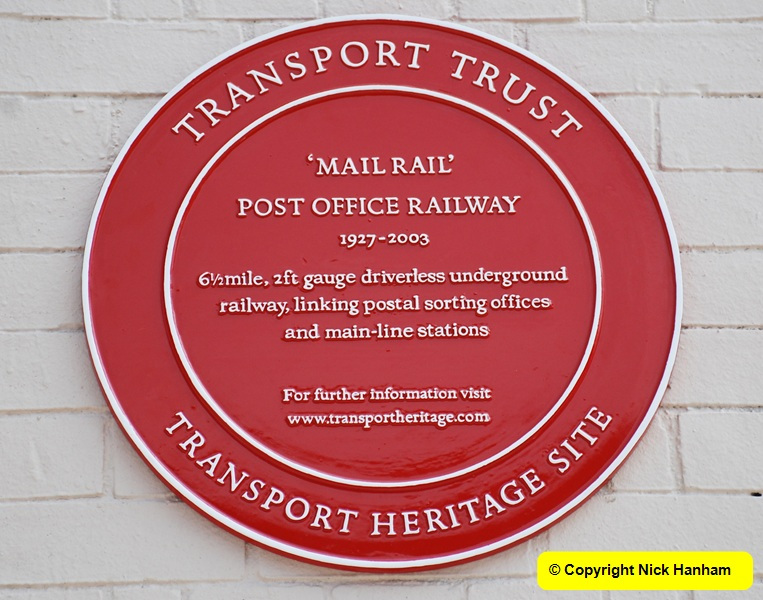 TRANSPORT TRUST
‘MAIL RAIL’
POST OFFICE RAILWAY
1927-2003
6½mile, 2ft gauge driverless underground
railway, linking postal sorting offices
and main-line stations
For further information visit
www.transportheritage.com
TRANSPORT HERITAGE SITE
© Copyright Nick Hanham